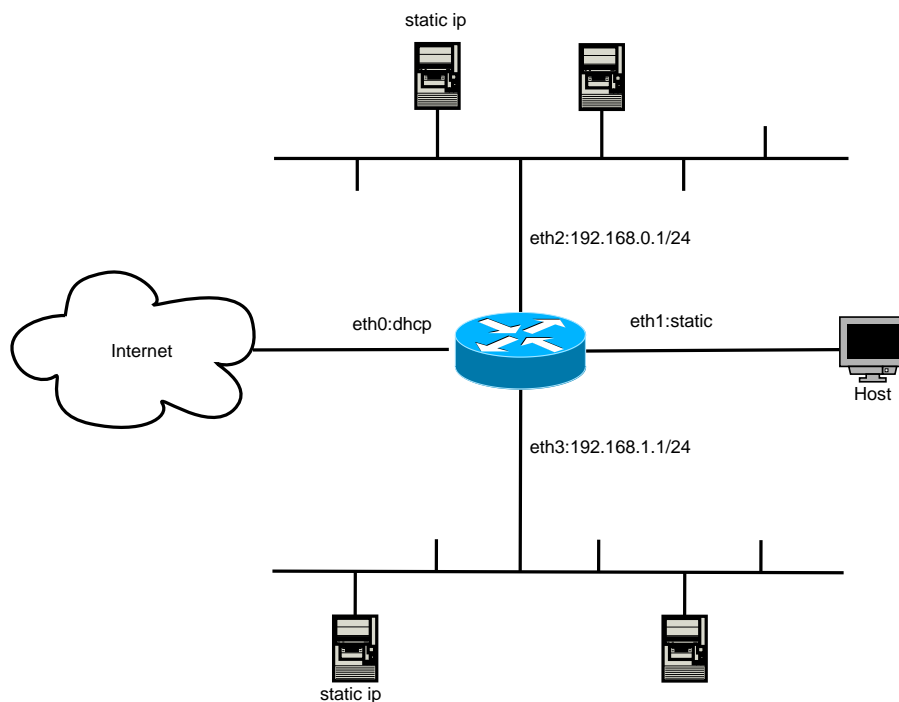 static ip
eth2:192.168.0.1/24
eth0:dhcp
eth1:static
Internet
Host
eth3:192.168.1.1/24
static ip